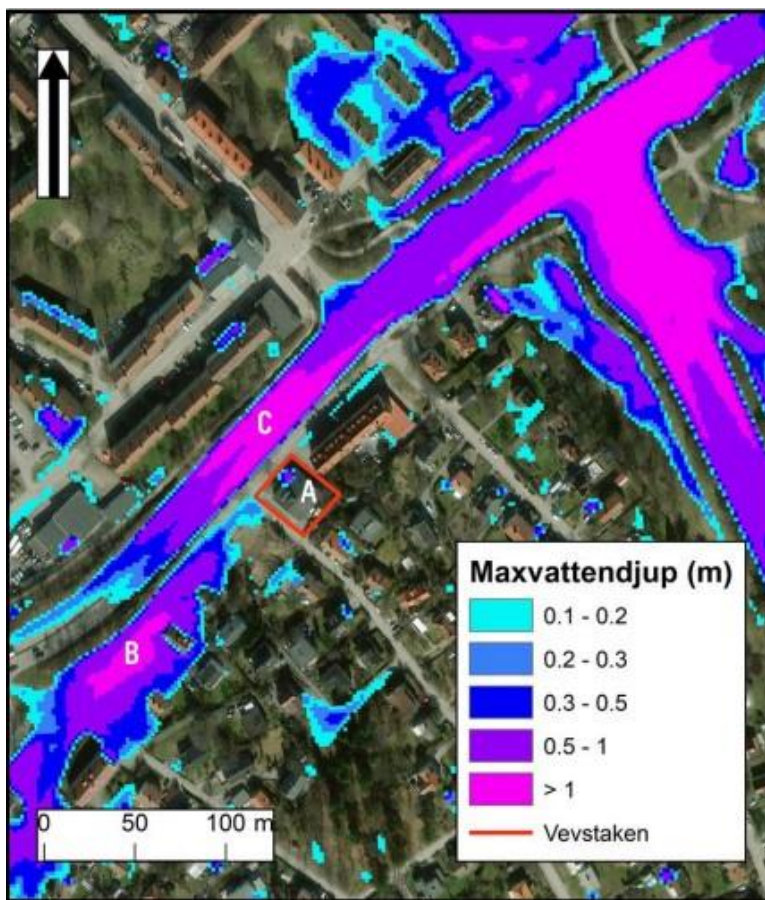 C
A
B
Maxvattendjup (m)
0.1 - 0.2
0.2 - 0.3
0.3 - 0.5
0.5 - 1
> 1
Vevstaken
0 50 100 m